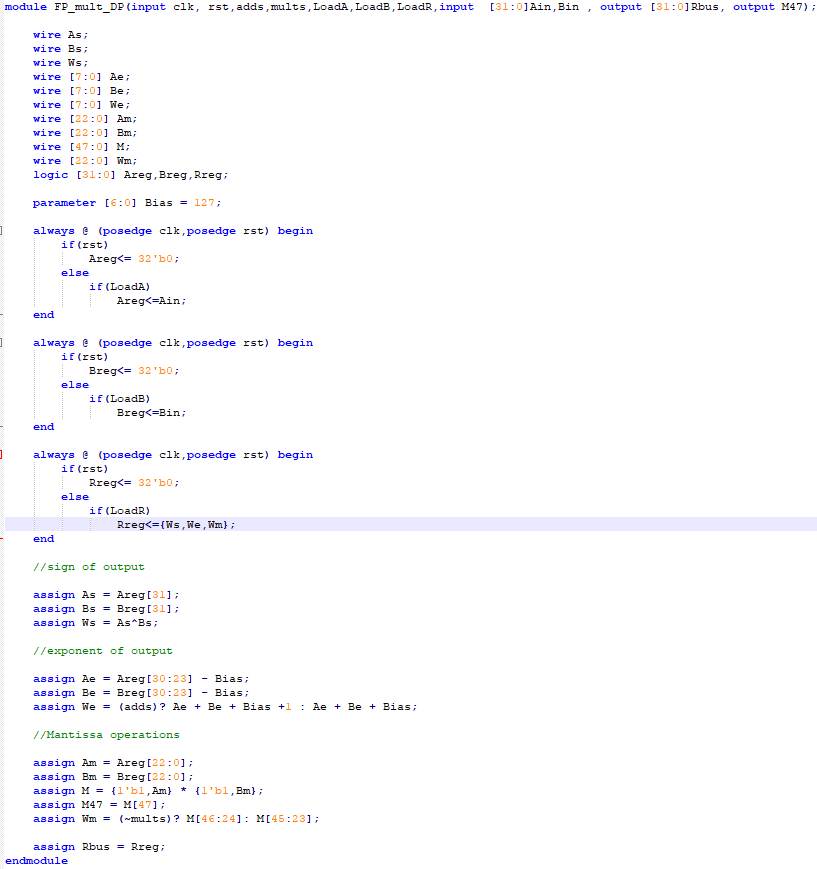 module FP_mult_DP(input clk, rst,adds,mults,LoadA,LoadB,LoadR,input  [31:0]Ain,Bin , output [31:0]Rbus, output M47);
wire As;
wire Bs;
wire Ws;
wire [7:0] Ae;
wire [7:0] Be;
wire [7:0] We;
wire [22:0] Am;
wire [22:0] Bm;
wire [47:0] M;
wire [22:0] Wm;
logic [31:0] Areg,Breg,Rreg;
parameter [6:0] Bias = 127;
always @ (posedge clk,posedge rst) begin
if(rst)
Areg<= 32'b0;
else
if(LoadA)
Areg<=Ain;
end
always @ (posedge clk,posedge rst) begin
if(rst)
Breg<= 32'b0;
else
if(LoadB)
Breg<=Bin;
end
always @ (posedge clk,posedge rst) begin
if(rst)
Rreg<= 32'b0;
else
if(LoadR)
Rreg<={Ws,We,Wm};
end
//sign of output
assign As = Areg[31];
assign Bs = Breg[31];
assign Ws = As^Bs;
//exponent of output
assign Ae = Areg[30:23] - Bias;
assign Be = Breg[30:23] - Bias;
assign We = (adds)? Ae + Be + Bias +1 : Ae + Be + Bias;
//Mantissa operations
assign Am = Areg[22:0];
assign Bm = Breg[22:0];
assign M = {1'b1,Am} * {1'b1,Bm};
assign M47 = M[47];
assign Wm = (~mults)? M[46:24]: M[45:23];
assign Rbus = Rreg;
endmodule